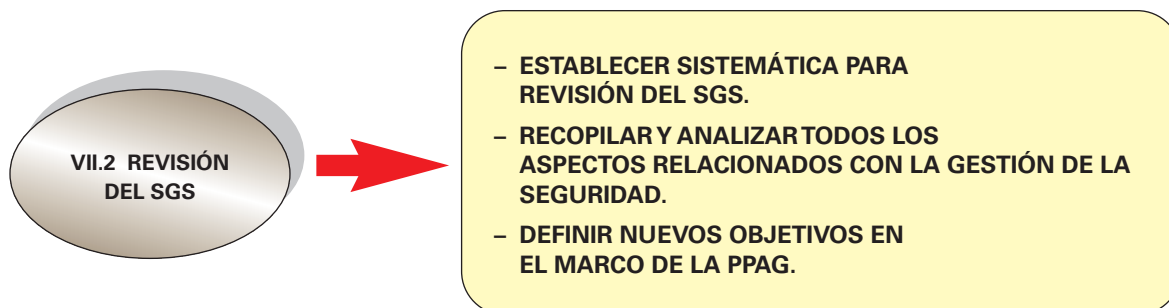 VII.2 REVISIÓN
DEL SGS
– ESTABLECER SISTEMÁTICA PARA
REVISIÓN DEL SGS.
– RECOPILAR Y ANALIZAR TODOS LOS
ASPECTOS RELACIONADOS CON LA GESTIÓN DE LA
SEGURIDAD.
– DEFINIR NUEVOS OBJETIVOS EN
EL MARCO DE LA PPAG.